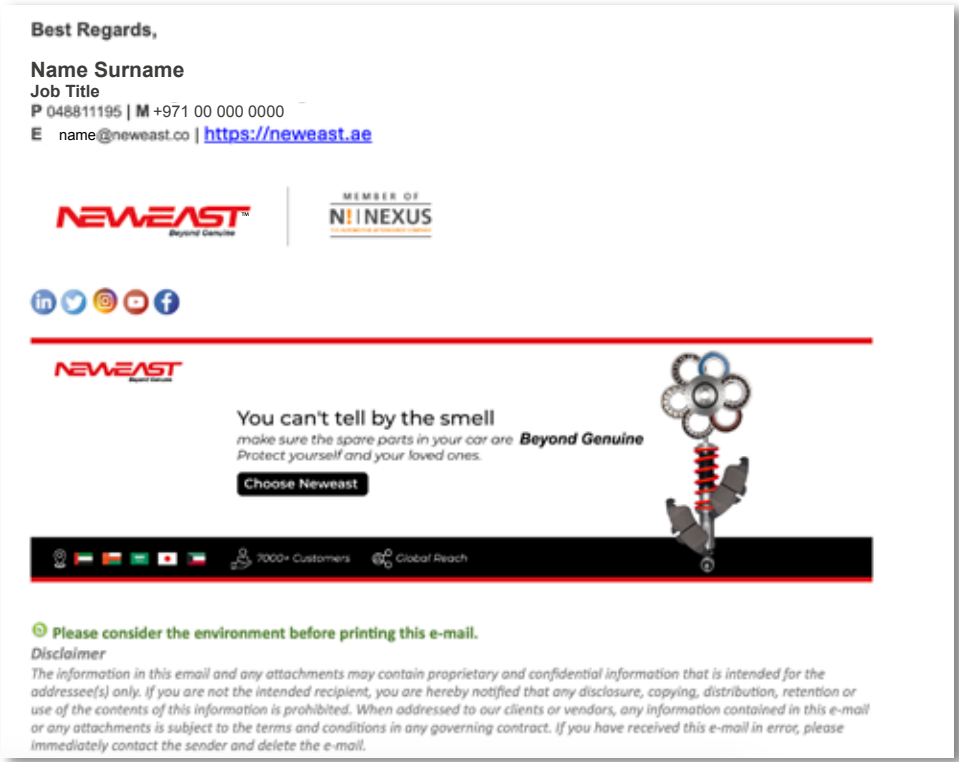 Best Regards,
Name Surname
Job Title
P 048811195 | M +971 00 000 0000
E name@neweast.co | https://neweast.ae
NEWEAST™
Beyond Genuine
MEMBER OF
N! | NEXUS
THE AUTOMOTIVE AFTERMARKET COMPANY
in
NEWEAST
Beyond Genuine
You can't tell by the smell
make sure the spare parts in your car are Beyond Genuine
Protect yourself and your loved ones.
Choose Neweast
7000+ Customers Global Reach
Please consider the environment before printing this e-mail.
Disclaimer
The information in this email and any attachments may contain proprietary and confidential information that is intended for the
addressee(s) only. If you are not the intended recipient, you are hereby notified that any disclosure, copying, distribution, retention or
use of the contents of this information is prohibited. When addressed to our clients or vendors, any information contained in this e-mail
or any attachments is subject to the terms and conditions in any governing contract. If you have received this e-mail in error, please
immediately contact the sender and delete the e-mail.